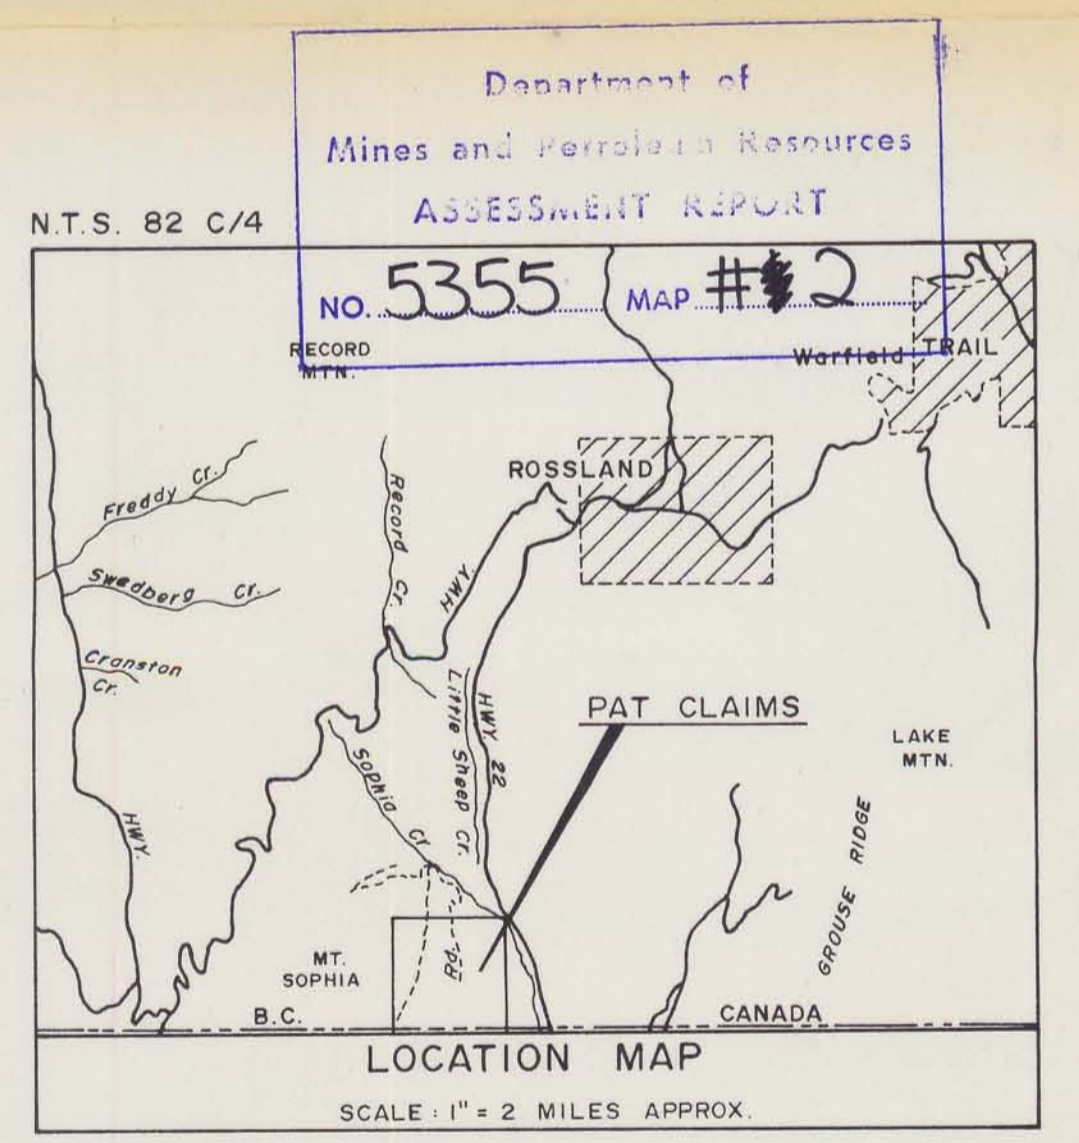 Department of
Mines and Petroleum Resources
ASSESSMENT REPORT
N.T.S. 82 C/4
NO. 5355 MAP # 2
RECORD
MTN.
Warfield
TRAIL
ROSSLAND
Freddy Cr.
Record Cr.
Swedberg Cr.
HWY.
Cranston
Cr.
Little Sheep Cr.
HWY 22
PAT CLAIMS
LAKE
MTN.
Sophia Cr.
HWY.
GROUSE RIDGE
Rd.
MT.
SOPHIA
B.C.
CANADA
LOCATION MAP
SCALE : 1" = 2 MILES APPROX.